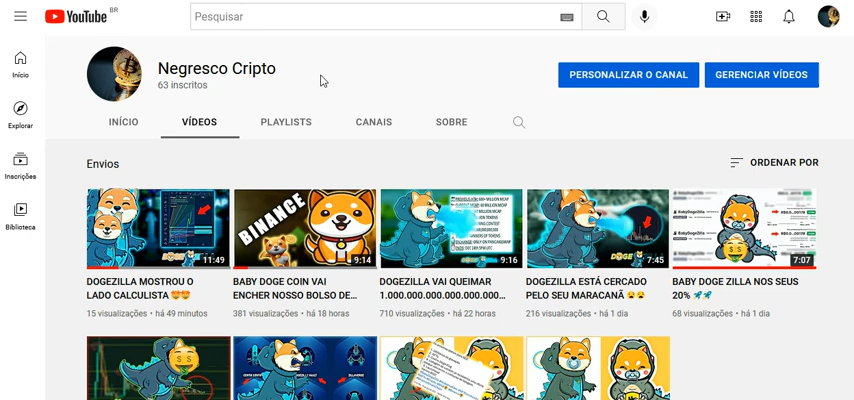 YouTube BR
Pesquisar
Início
Explorar
Inscrições
Biblioteca
Negresco Cripto
63 inscritos
PERSONALIZAR O CANAL
GERENCIAR VÍDEOS
INÍCIO
VÍDEOS
PLAYLISTS
CANAIS
SOBRE
Envios
ORDENAR POR
11:49
BINANCE
9:14
9:16
7:45
7:07
DOGEZILLA MOSTROU O
LADO CALCULISTA 😍😍
15 visualizações • há 49 minutos
BABY DOGE COIN VAI
ENCHER NOSSO BOLSO DE...
381 visualizações • há 18 horas
DOGEZILLA VAI QUEIMAR
1.000.000.000.000.000.000...
710 visualizações • há 22 horas
DOGEZILLA ESTÁ CERCADO
PELO SEU MARACANÃ 😮😮
216 visualizações • há 1 dia
BABY DOGE ZILLA NOS SEUS
20% 🚀🚀
68 visualizações • há 1 dia